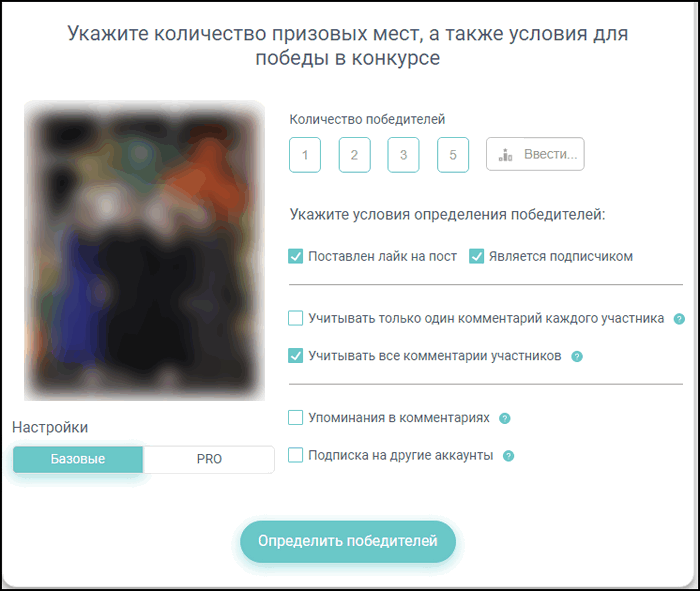 Укажите количество призовых мест, а также условия для
победы в конкурсе
Количество победителей
1 2 3 5 Ввести...
Укажите условия определения победителей:
Поставлен лайк на пост Является подписчиком
Учитывать только один комментарий каждого участника ?
Учитывать все комментарии участников ?
Упоминания в комментариях ?
Подписка на другие аккаунты ?
Настройки
Базовые PRO
Определить победителей